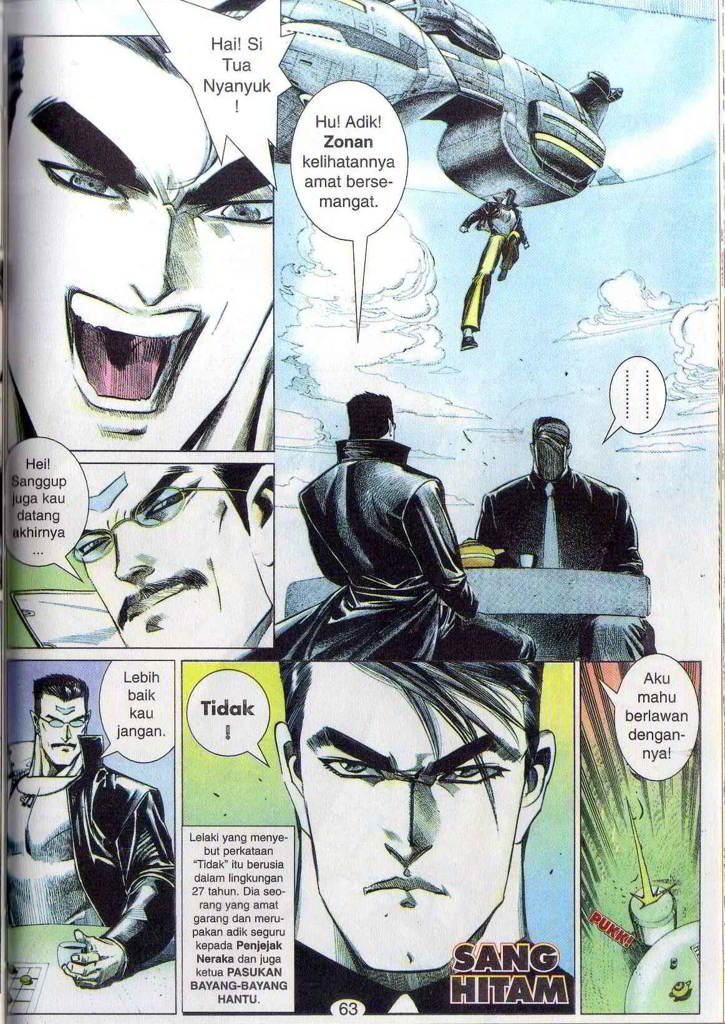 Hai! Si
Tua
Nyanyuk
!
Hu! Adik!
Zonan
kelihatannya
amat berse-
mangat.
Hei!
Sanggup
juga kau
datang
akhirnya
...
Lebih
baik
kau
jangan.
Tidak
!
Lelaki yang menye-
but perkataan
"Tidak" itu berusia
dalam lingkungan
27 tahun. Dia seo-
rang yang amat
garang dan meru-
pakan adik seguru
kepada Penjejak
Neraka dan juga
ketua PASUKAN
BAYANG-BAYANG
HANTU.
SANG
HITAM
Aku
mahu
berlawan
dengan-
nya!
PUKK!
63